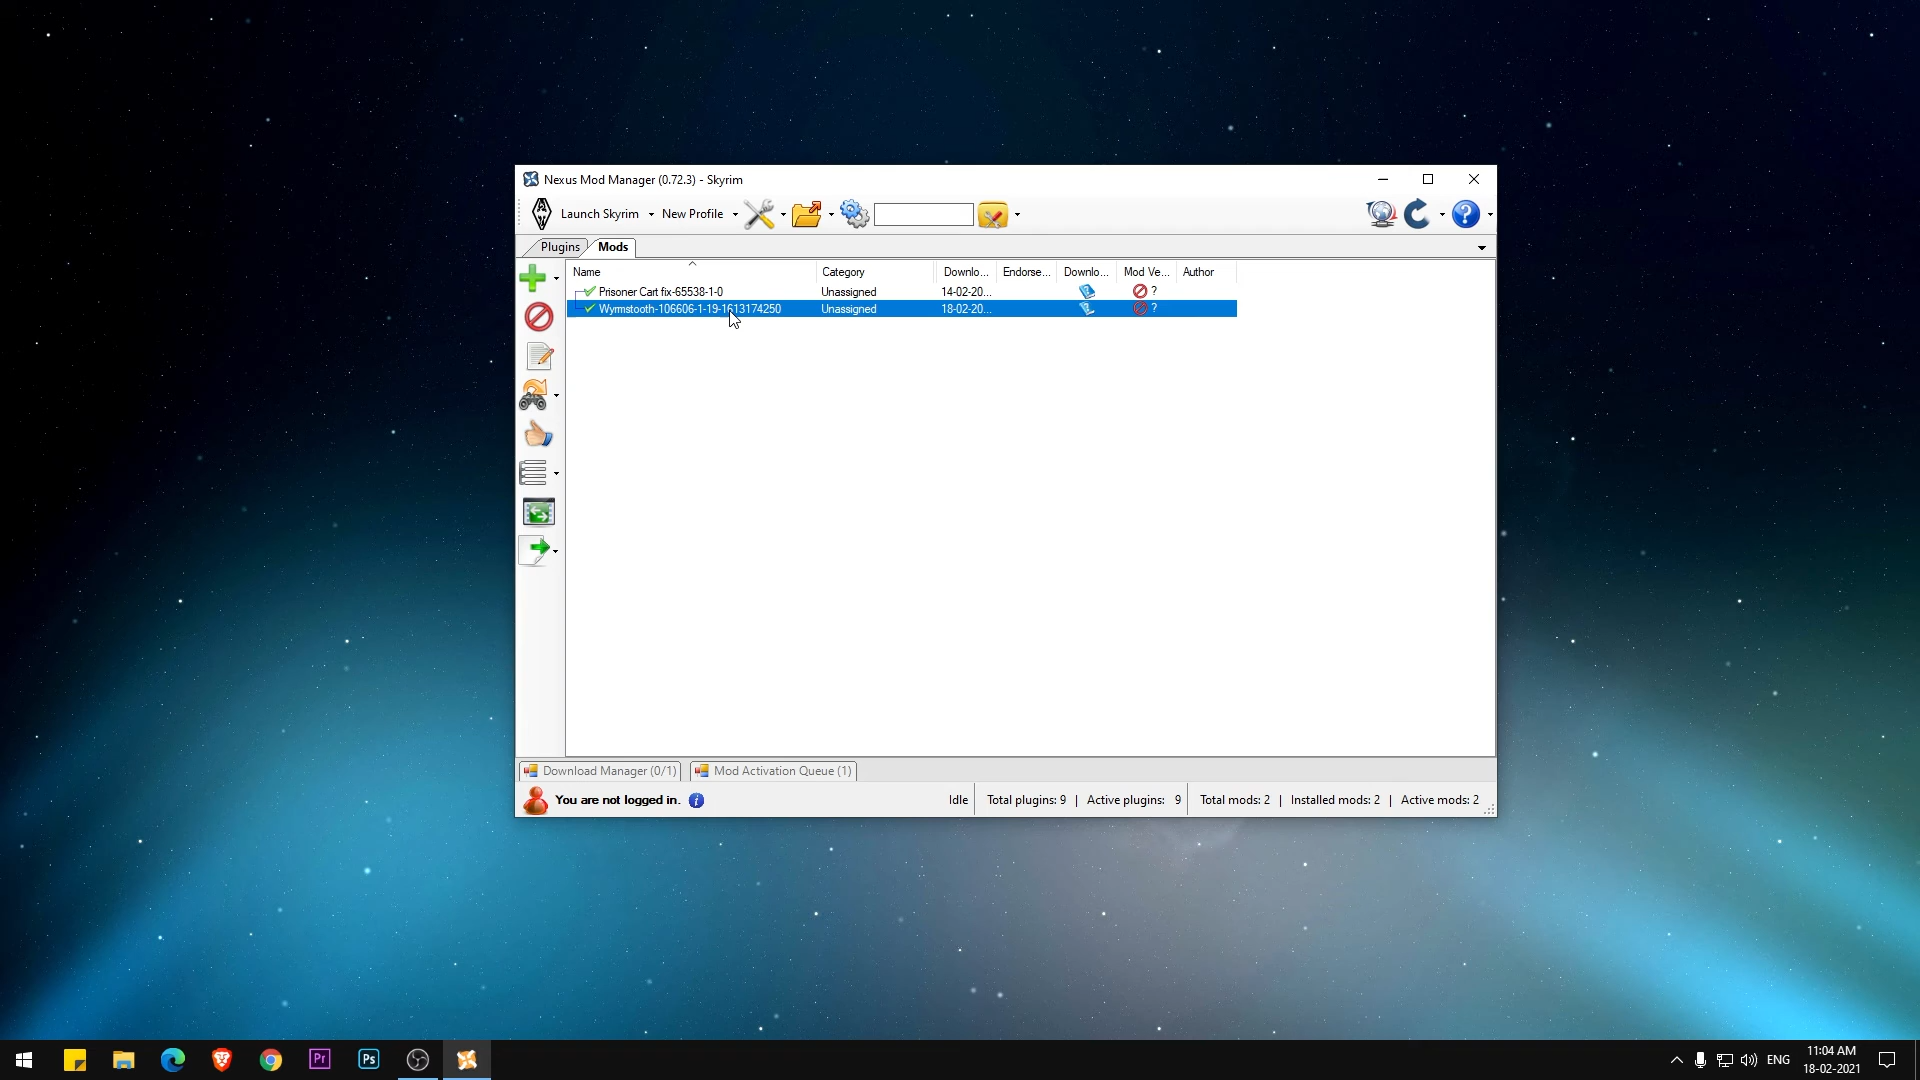 Nexus Mod Manager (0.72.3) - Skyrim
Launch Skyrim New Profile
Plugins Mods
Name Category Downlo... Endorse... Downlo... Mod Ve... Author
Prisoner Cart fix-65538-1-0 Unassigned 14-02-20... ?
Wyrmstooth-106606-1-19-1613174250 Unassigned 18-02-20... ?
Download Manager (0/1) Mod Activation Queue (1)
You are not logged in. Idle Total plugins: 9 | Active plugins: 9 Total mods: 2 | Installed mods: 2 | Active mods: 2
Pr Ps ENG 11:04 AM
18-02-2021